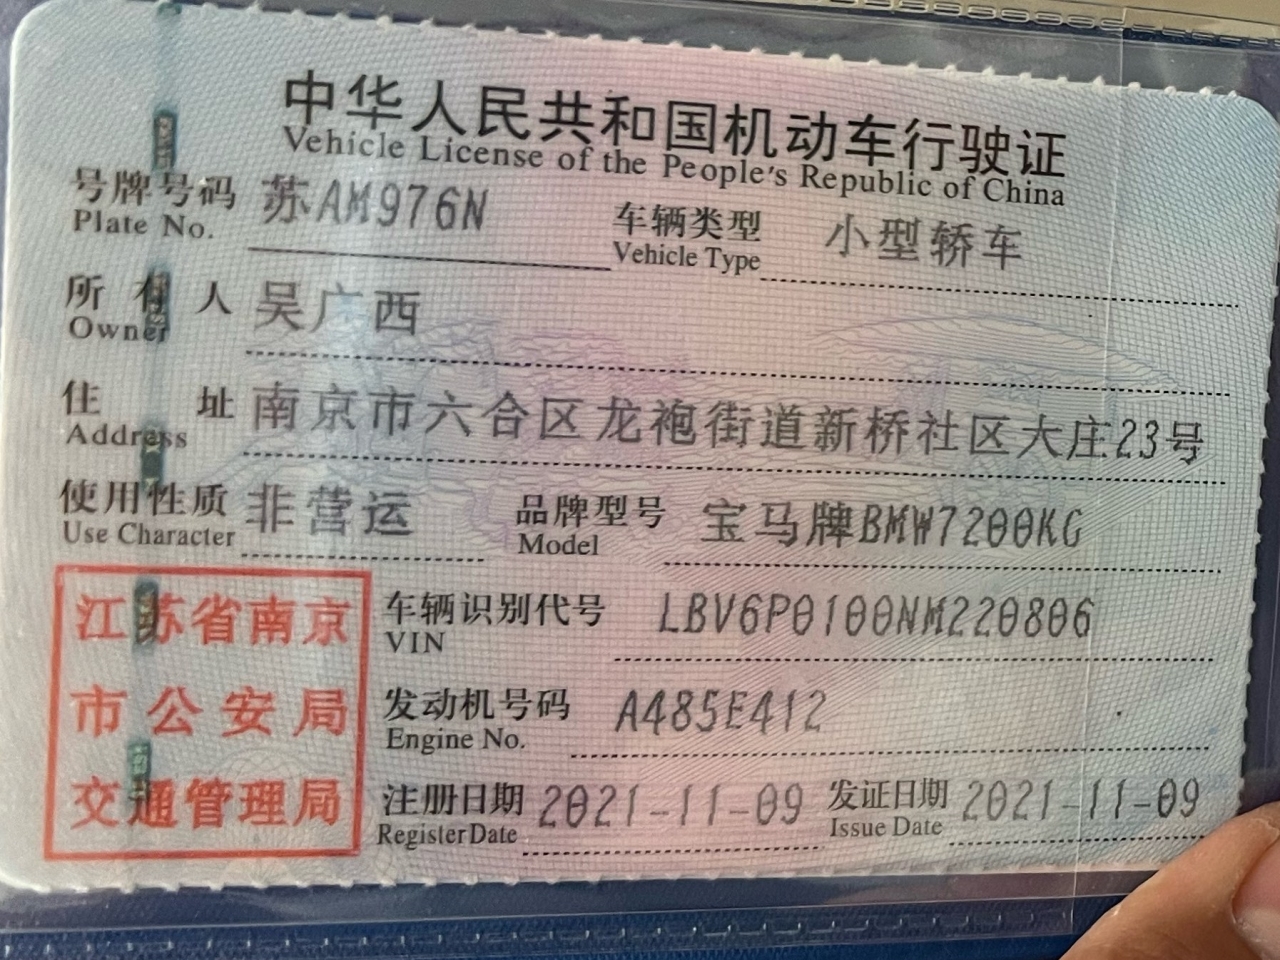 中华人民共和国机动车行驶证
Vehicle License of the People's Republic of China
号牌号码 苏AM976N 车辆类型 小型轿车
Plate No. Vehicle Type
所有人 吴广西
Owner
住址 南京市六合区龙袍街道新桥社区大庄23号
Address
使用性质 非营运 品牌型号 宝马牌BMW7200KG
Use Character Model
江苏省南京
市公安局
交通管理局
车辆识别代号 LBV6P0100NM220806
VIN
发动机号码 A485E412
Engine No.
注册日期 2021-11-09 发证日期 2021-11-09
Register Date Issue Date